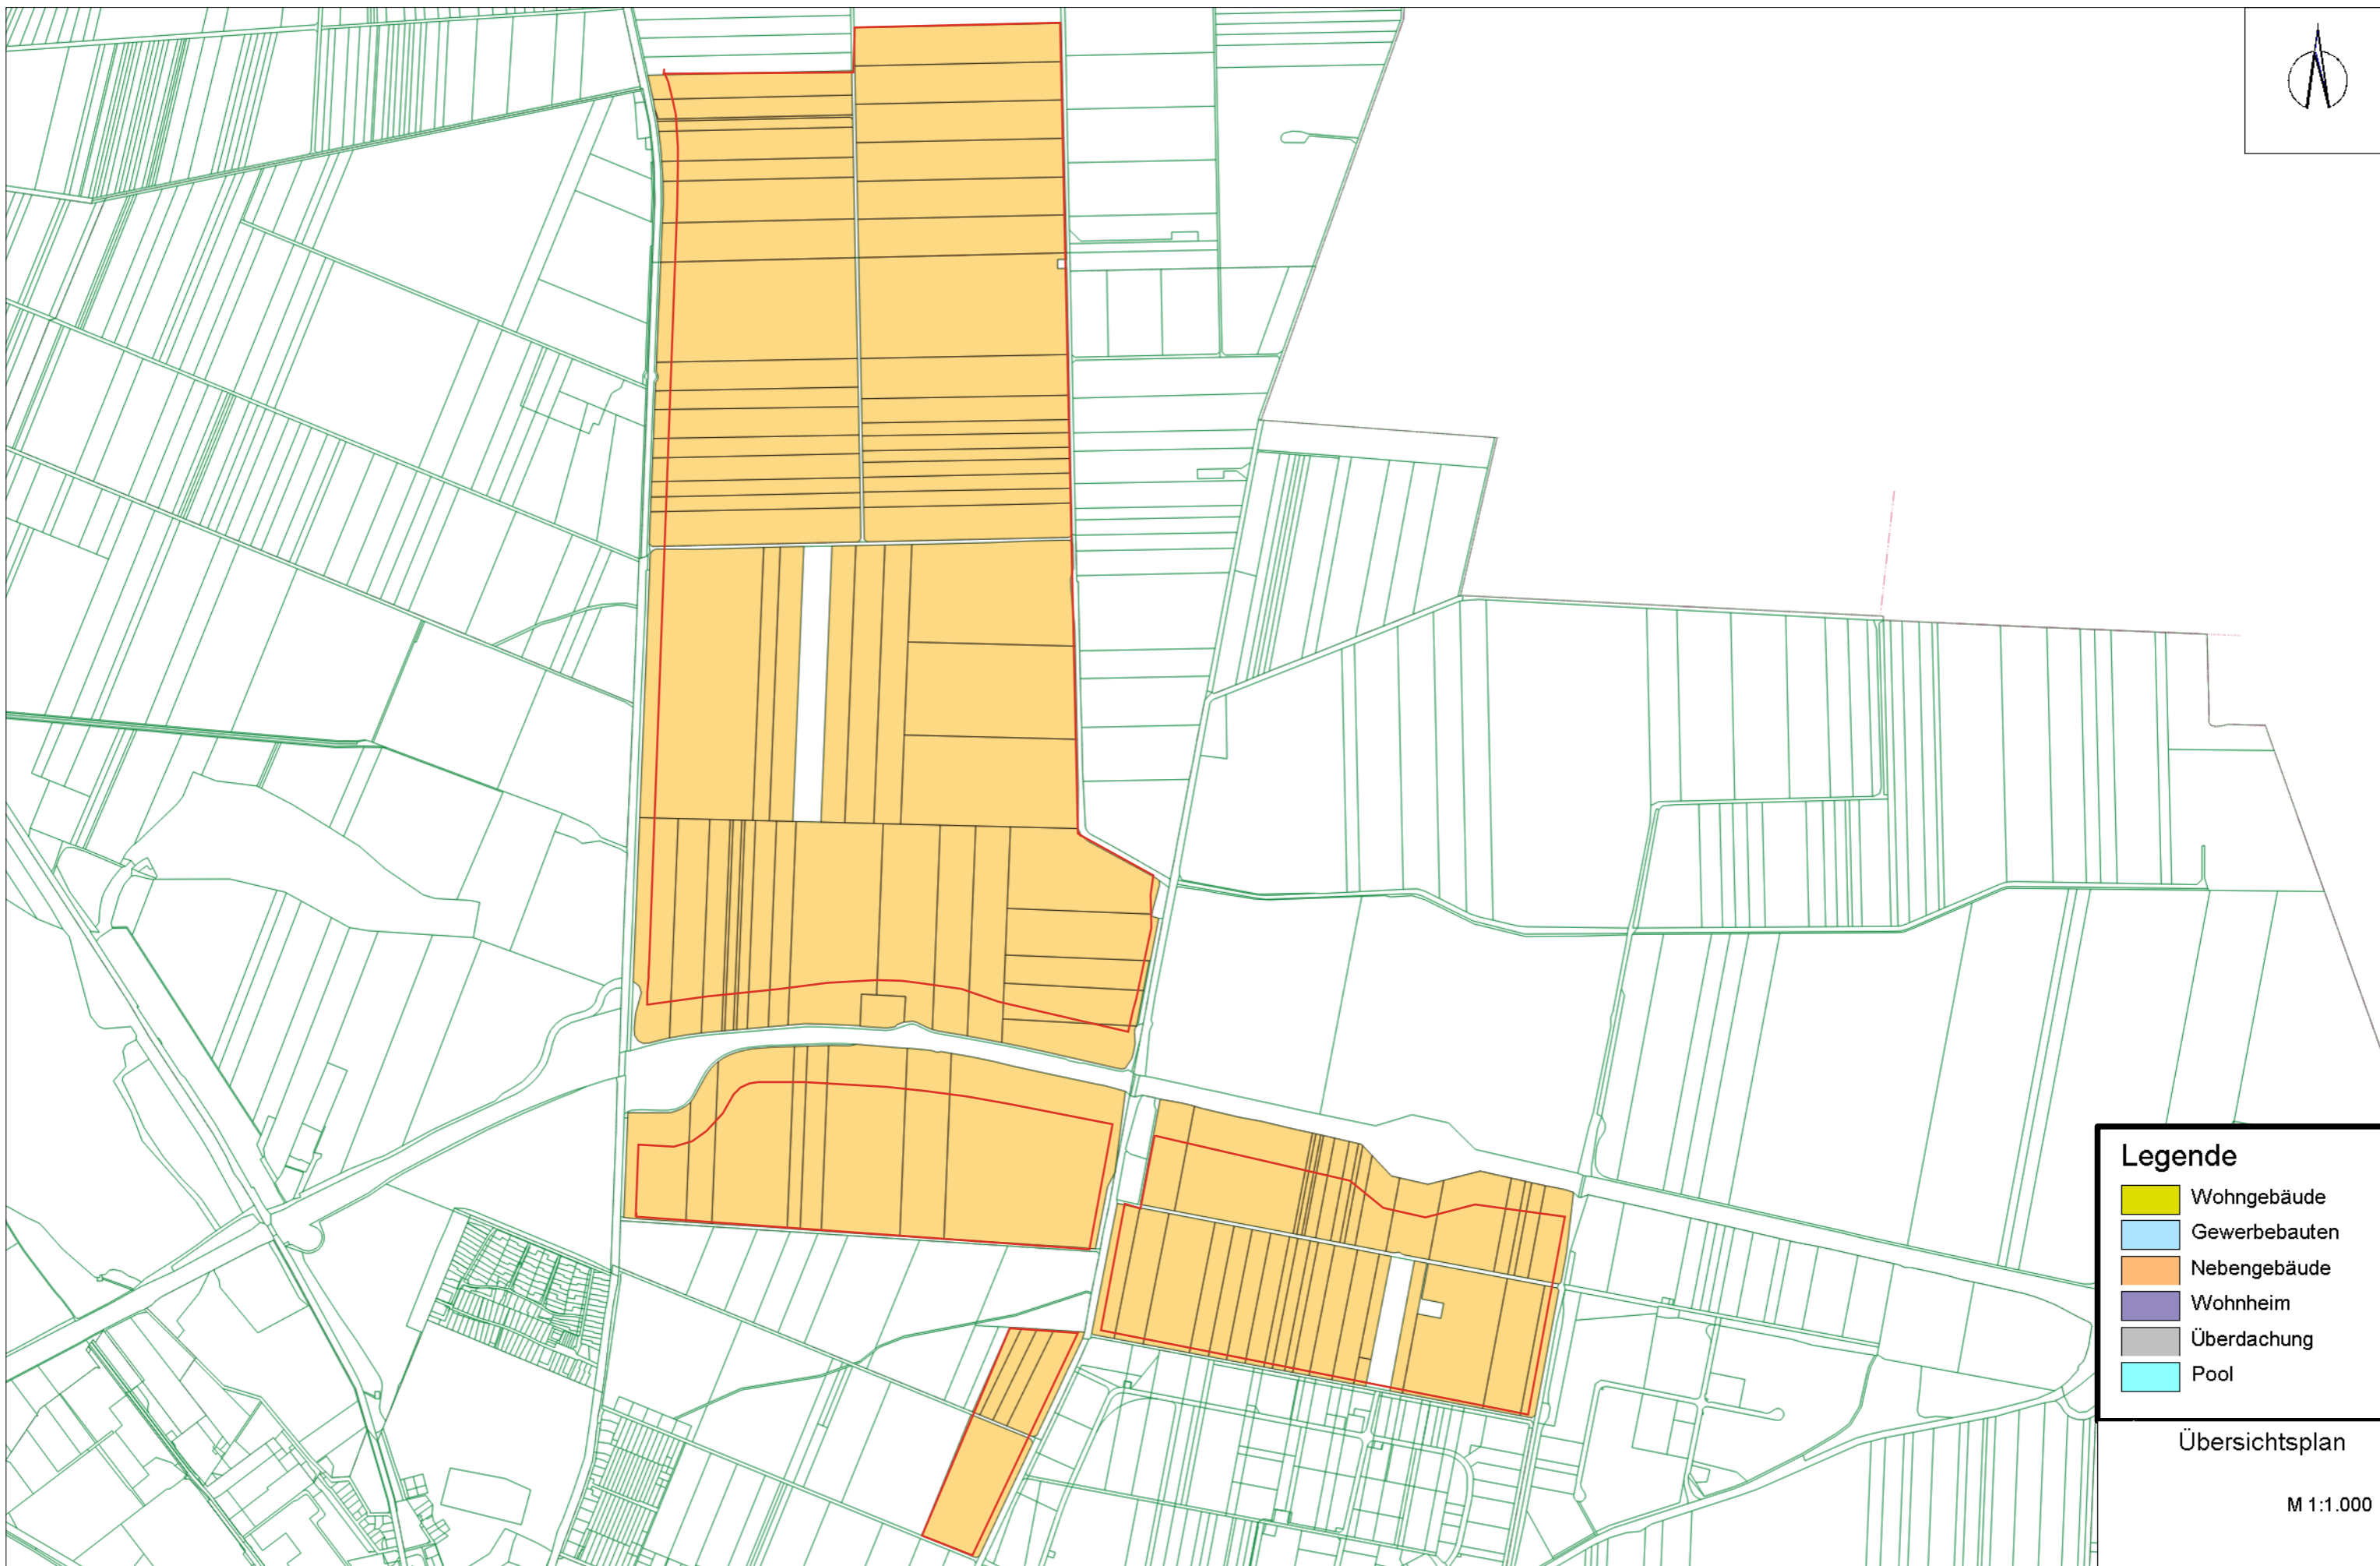 Legende
Wohngebäude
Gewerbebauten
Nebengebäude
Wohnheim
Überdachung
Pool
Übersichtsplan
M 1:1.000